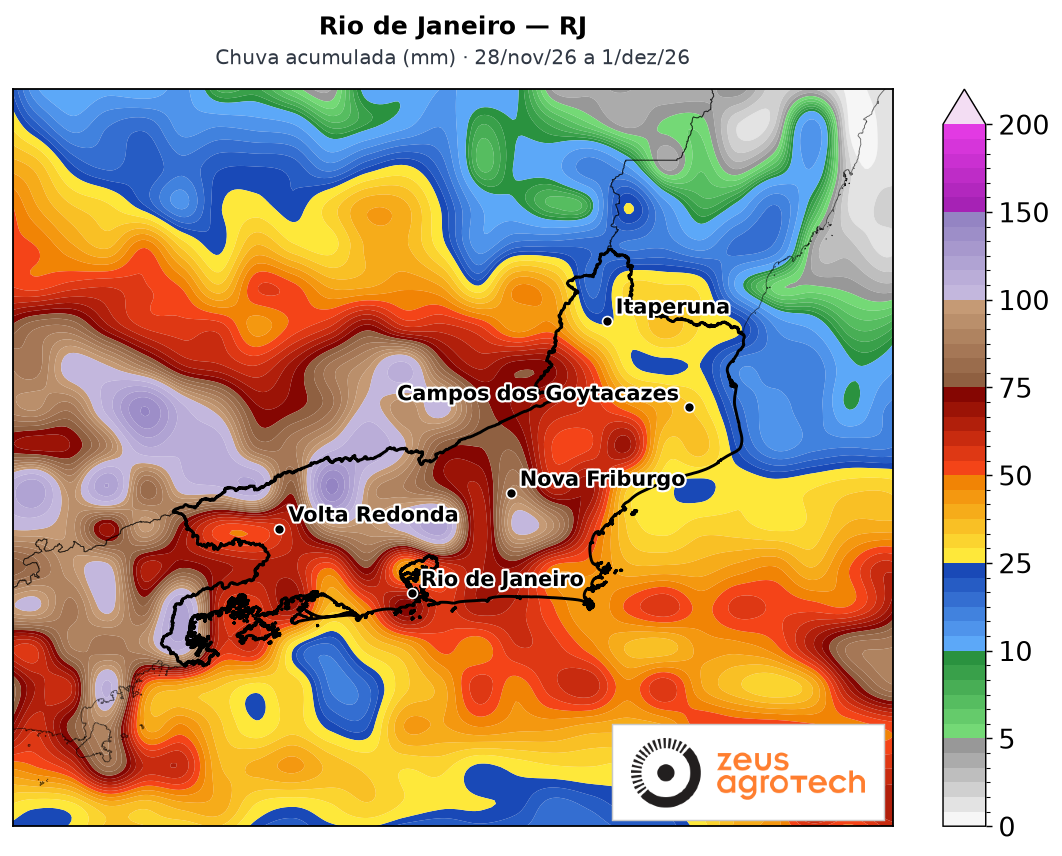 Rio de Janeiro — RJ
Chuva acumulada (mm) · 28/nov/26 a 1/dez/26
Itaperuna
Campos dos Goytacazes
Nova Friburgo
Volta Redonda
Rio de Janeiro
200
150
100
75
50
25
10
5
0
zeus
agrotech